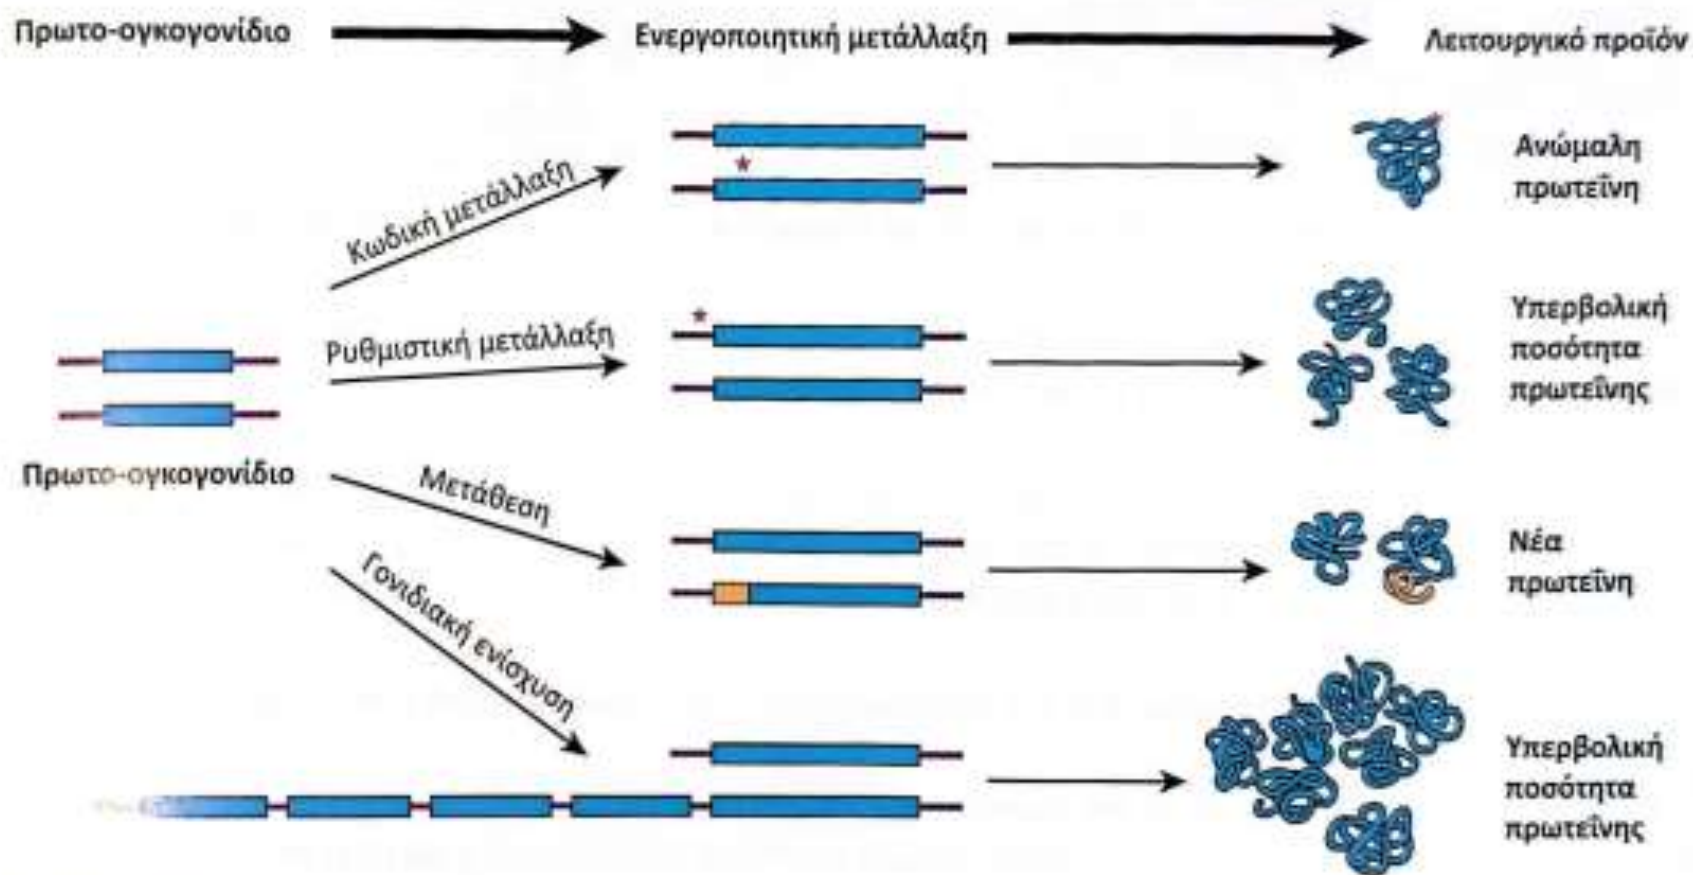 Πρωτο-ογκογονίδιο
Ενεργοποιητική μετάλλαξη
Λειτουργικό προϊόν
Κωδική μετάλλαξη
*
Ανώμαλη
πρωτεΐνη
Ρυθμιστική μετάλλαξη
*
Υπερβολική
ποσότητα
πρωτεΐνης
Πρωτο-ογκογονίδιο
Μετάθεση
Νέα
πρωτεΐνη
Γονιδιακή ενίσχυση
Υπερβολική
ποσότητα
πρωτεΐνης